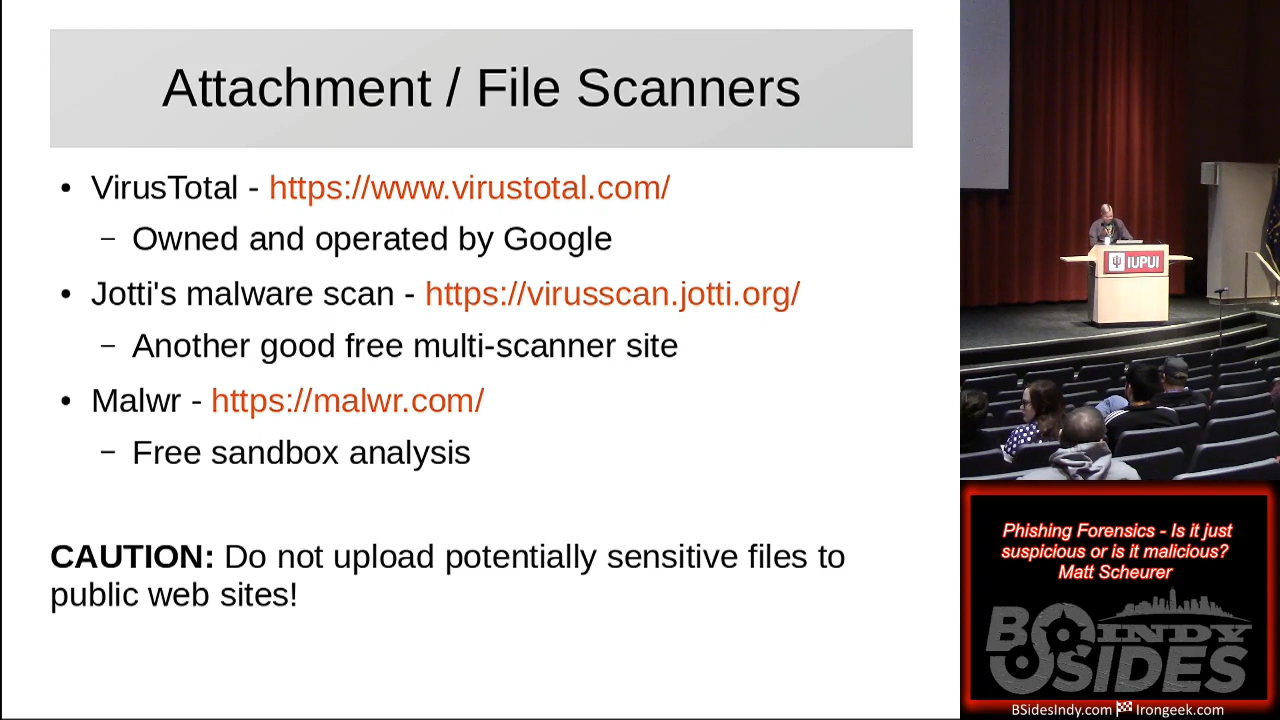 Attachment / File Scanners
• VirusTotal - https://www.virustotal.com/
– Owned and operated by Google
• Jotti's malware scan - https://virusscan.jotti.org/
– Another good free multi-scanner site
• Malwr - https://malwr.com/
– Free sandbox analysis
CAUTION: Do not upload potentially sensitive files to
public web sites!
IUPUI
Phishing Forensics - Is it just
suspicious or is it malicious?
Matt Scheurer
BSIDES
INDY
BSidesIndy.com Irongeek.com